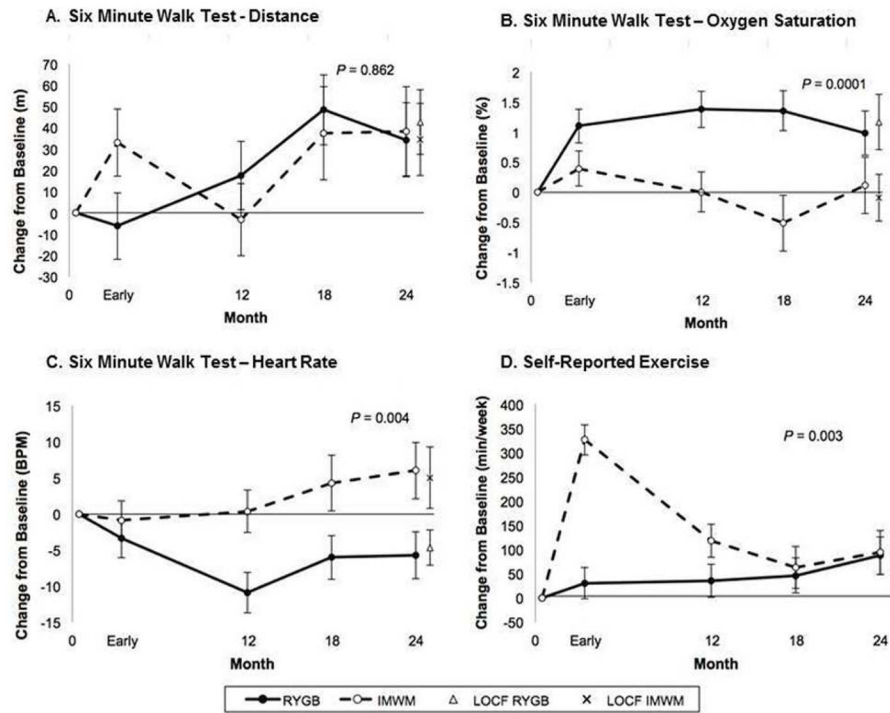 A. Six Minute Walk Test - Distance
70
60
50
40
30
20
10
0
-10
-20
-30
Change from Baseline (m)
P = 0.862
0 Early 12 18 24
Month
B. Six Minute Walk Test – Oxygen Saturation
2
1.5
1
0.5
0
-0.5
-1
-1.5
Change from Baseline (%)
P = 0.0001
0 Early 12 18 24
Month
C. Six Minute Walk Test – Heart Rate
15
10
5
0
-5
-10
-15
Change from Baseline (BPM)
P = 0.004
0 Early 12 18 24
Month
D. Self-Reported Exercise
400
350
300
250
200
150
100
50
0
-50
Change from Baseline (min/week)
P = 0.003
0 Early 12 18 24
Month
RYGB IMWM LOCF RYGB LOCF IMWM